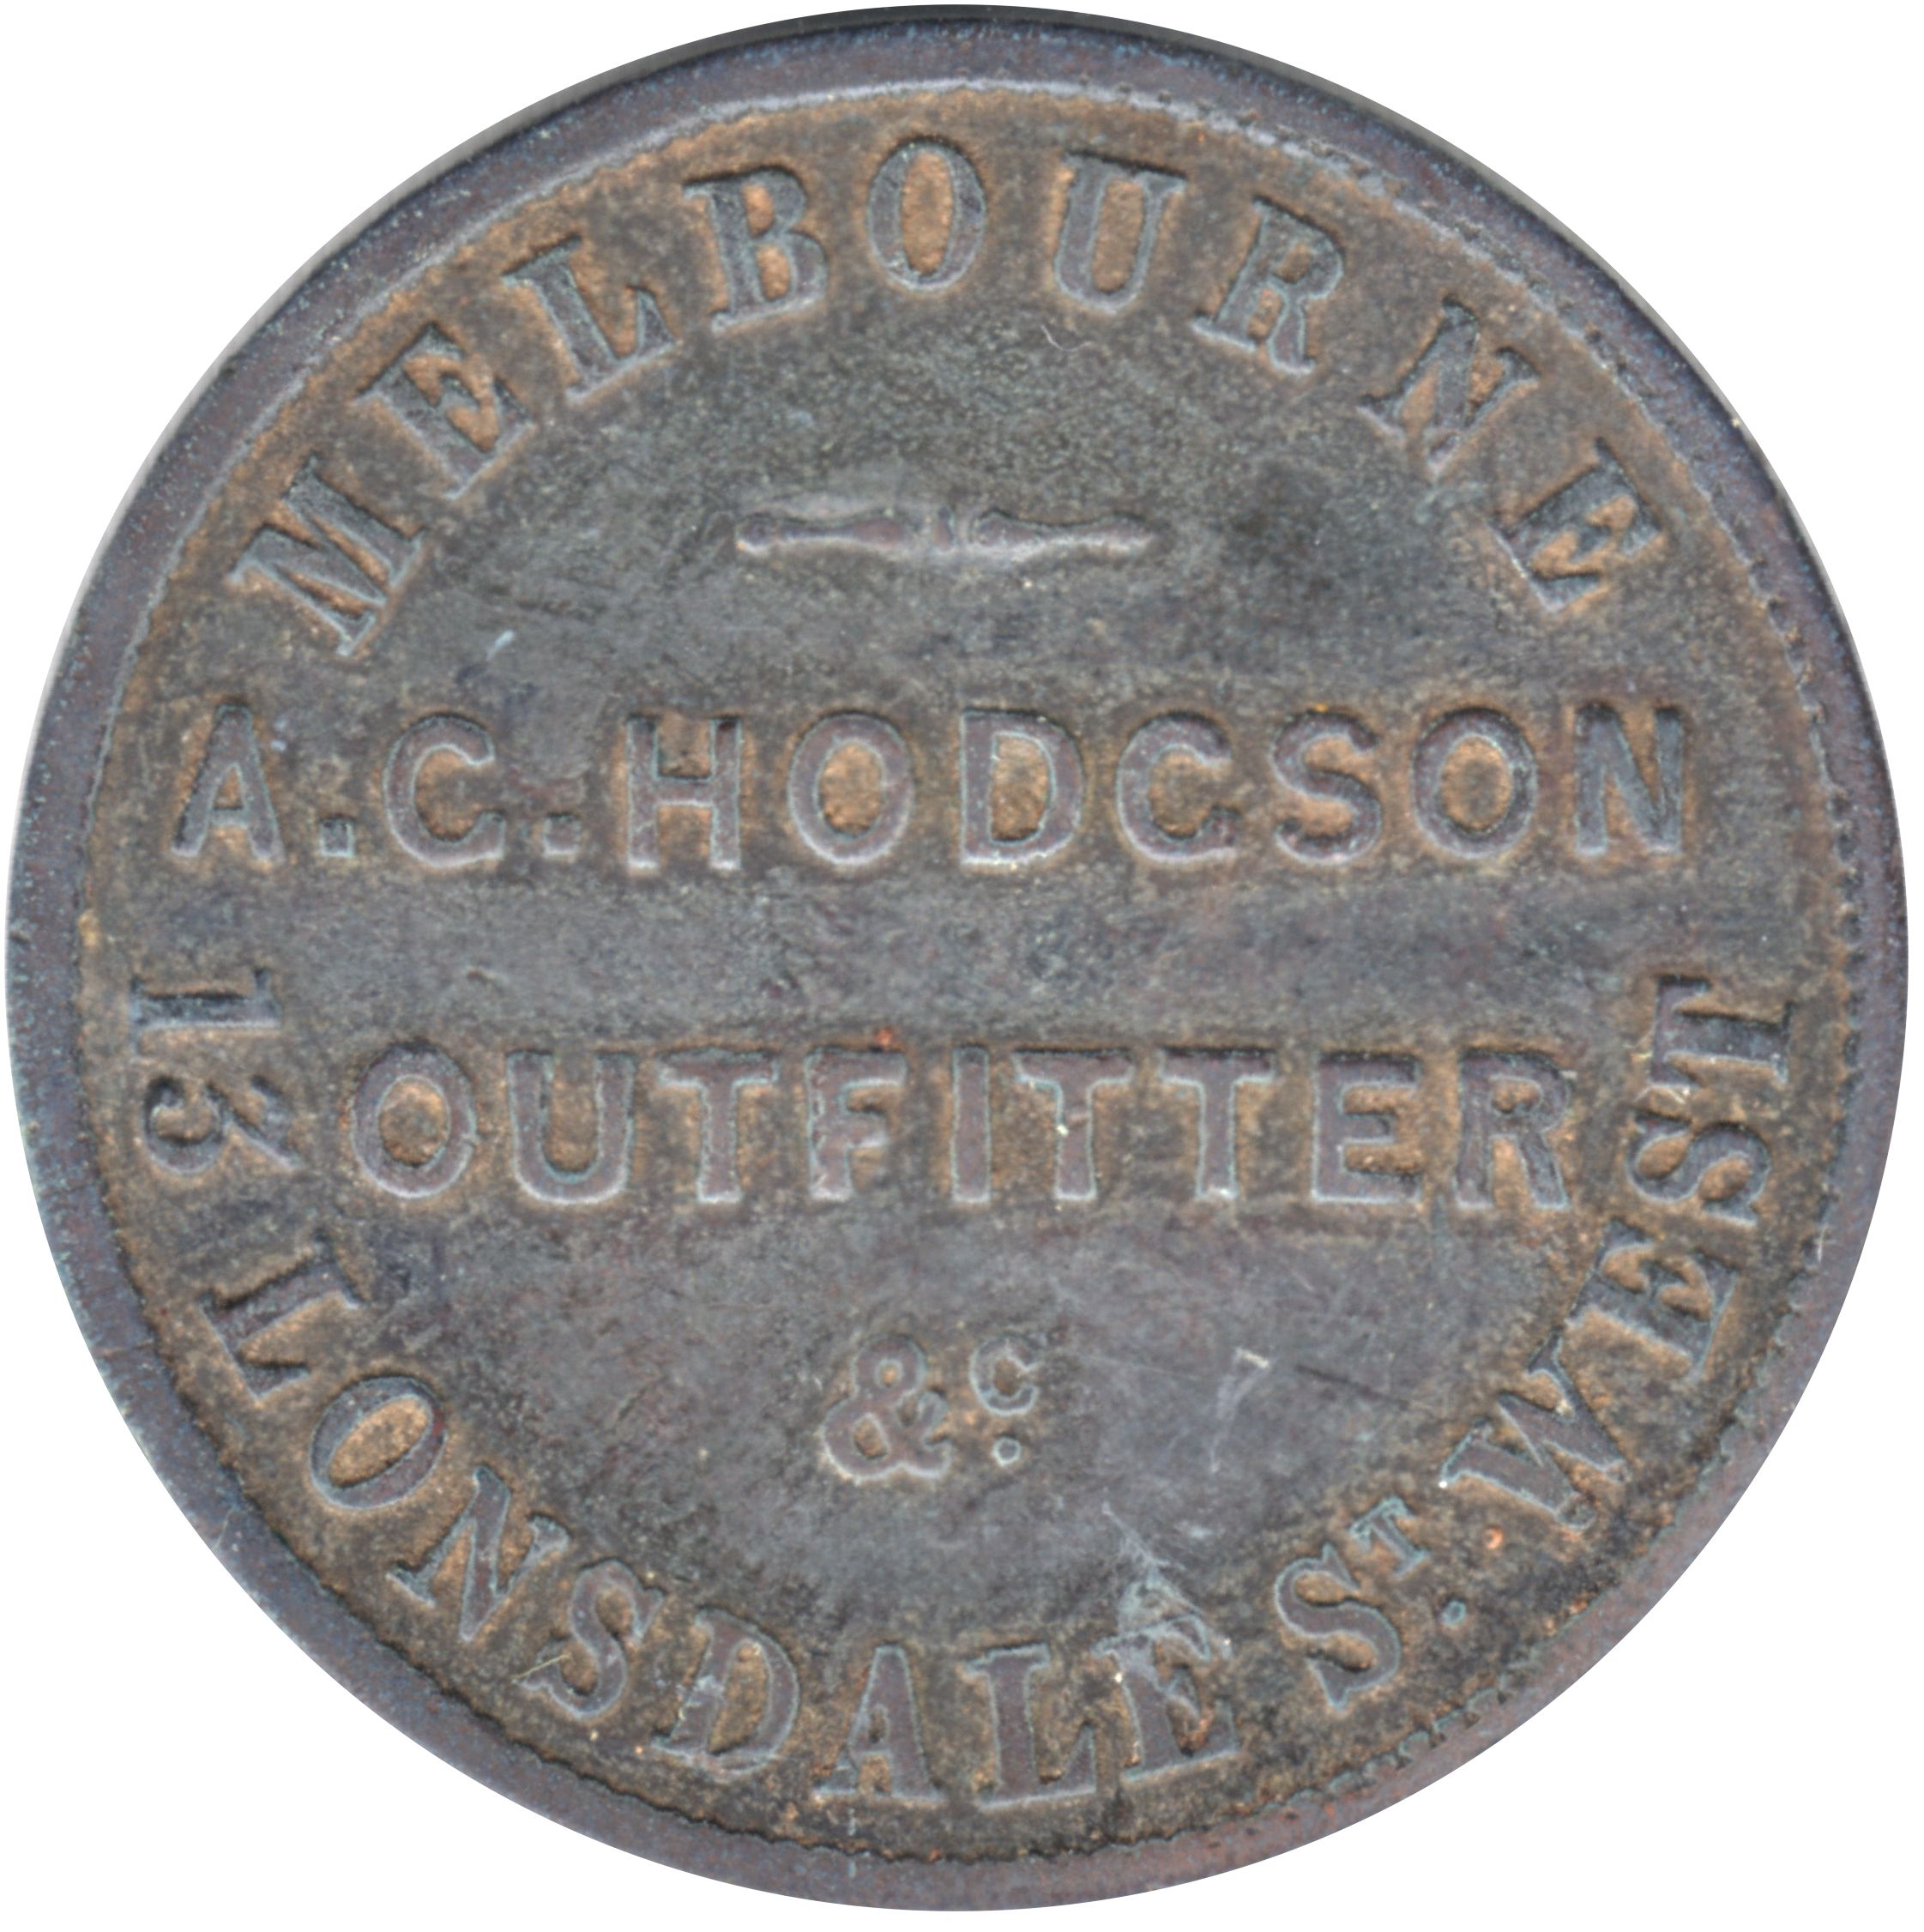 MELBOURNE
A.C. HODGSON
OUTFITTER
&c.
13 LONSDALE ST. WEST